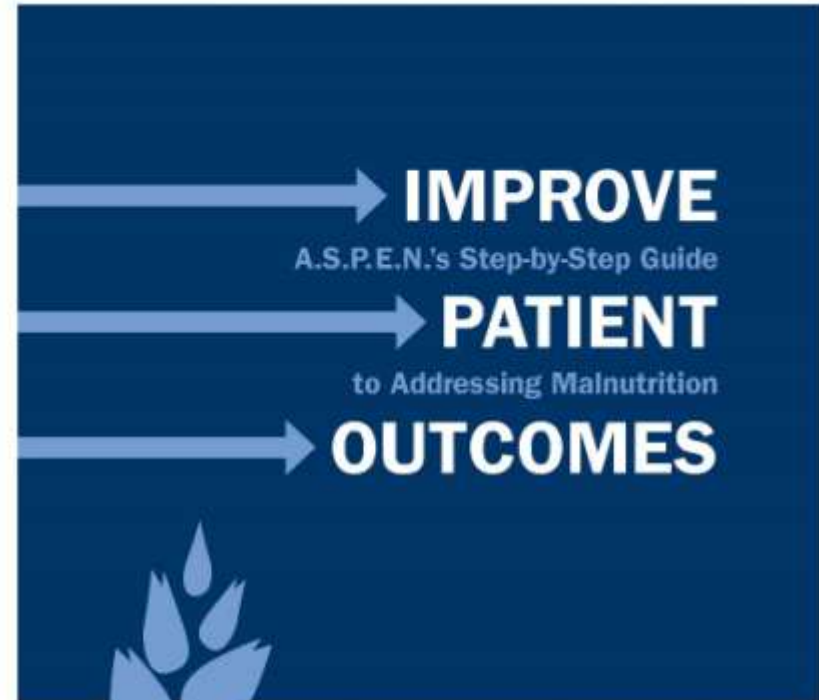 IMPROVE
A.S.P.E.N.'s Step-by-Step Guide
PATIENT
to Addressing Malnutrition
OUTCOMES